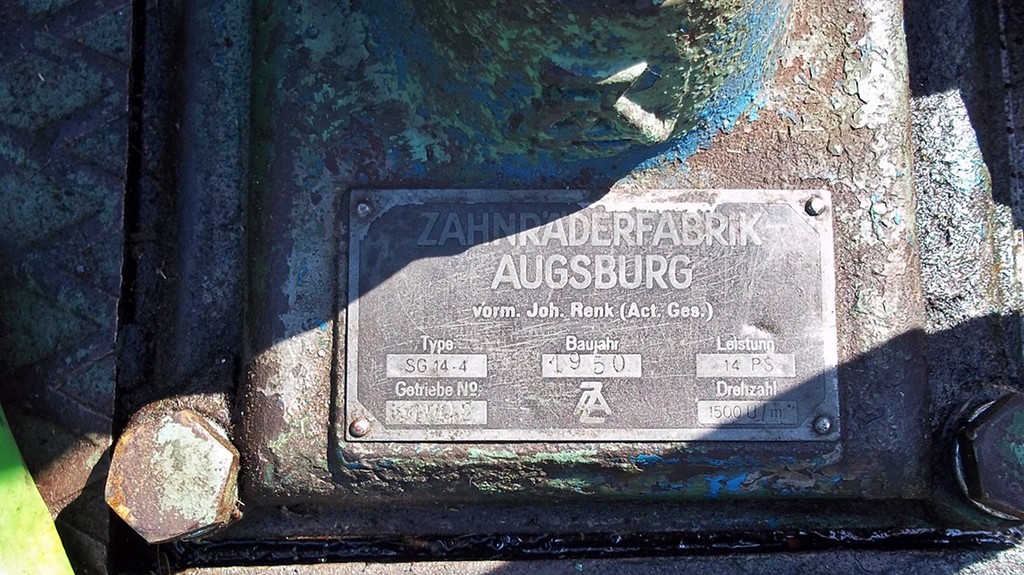 ZAHNRÄDERFABRIK
AUGSBURG
vorm. Joh. Renk (Act. Ges.)
Type Baujahr Leistung
SG 14-4 1950 14 PS
Getriebe No Drehzahl
1500 U/m